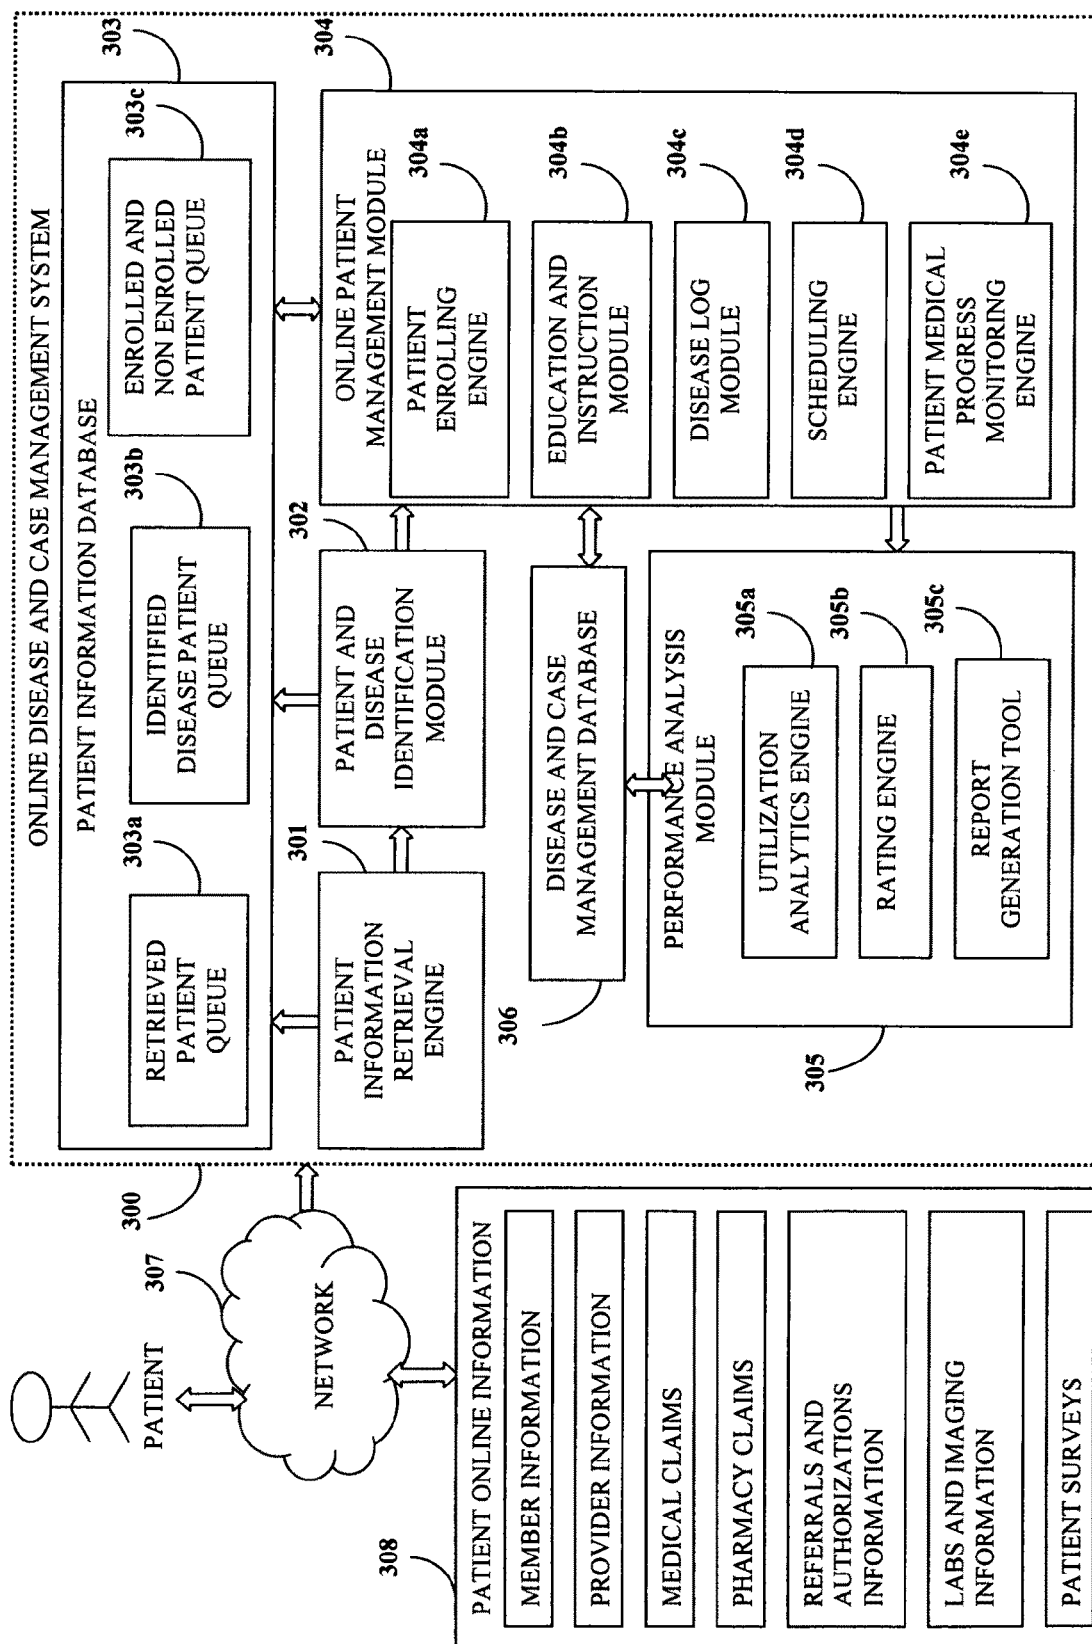 ONLINE DISEASE AND CASE MANAGEMENT SYSTEM
303
PATIENT INFORMATION DATABASE
303a
RETRIEVED
PATIENT
QUEUE
303b
IDENTIFIED
DISEASE PATIENT
QUEUE
303c
ENROLLED AND
NON ENROLLED
PATIENT QUEUE
PATIENT
307
300
NETWORK
301
PATIENT
INFORMATION
RETRIEVAL
ENGINE
302
PATIENT AND
DISEASE
IDENTIFICATION
MODULE
304
ONLINE PATIENT
MANAGEMENT MODULE
304a
PATIENT
ENROLLING
ENGINE
304b
EDUCATION AND
INSTRUCTION
MODULE
304c
DISEASE LOG
MODULE
304d
SCHEDULING
ENGINE
304e
PATIENT MEDICAL
PROGRESS
MONITORING
ENGINE
306
DISEASE AND CASE
MANAGEMENT DATABASE
305
PERFORMANCE ANALYSIS
MODULE
305a
UTILIZATION
ANALYTICS ENGINE
305b
RATING ENGINE
305c
REPORT
GENERATION TOOL
308
PATIENT ONLINE INFORMATION
MEMBER INFORMATION
PROVIDER INFORMATION
MEDICAL CLAIMS
PHARMACY CLAIMS
REFERRALS AND
AUTHORIZATIONS
INFORMATION
LABS AND IMAGING
INFORMATION
PATIENT SURVEYS